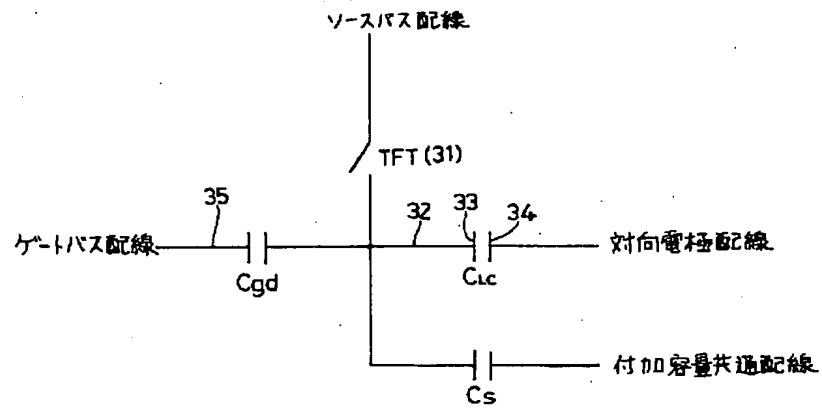 ソースバス配線
TFT (31)
35
32
33
34
ゲートバス配線
対向電極配線
Cgd
CLC
付加容量共通配線
Cs